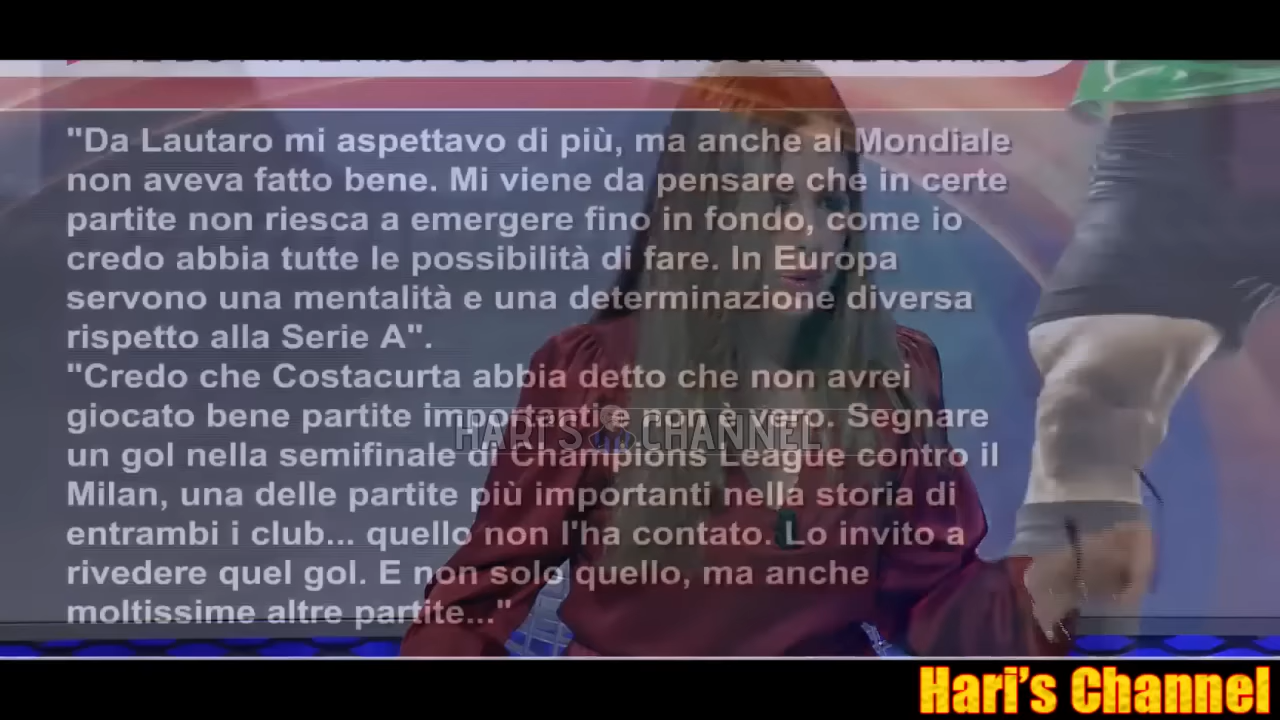 "Da Lautaro mi aspettavo di più, ma anche al Mondiale
non aveva fatto bene. Mi viene da pensare che in certe
partite non riesca a emergere fino in fondo, come io
credo abbia tutte le possibilità di fare. In Europa
servono una mentalità e una determinazione diversa
rispetto alla Serie A".
"Credo che Costacurta abbia detto che non avrei
giocato bene partite importanti e non è vero. Segnare
un gol nella semifinale di Champions League contro il
Milan, una delle partite più importanti nella storia di
entrambi i club... quello non l'ha contato. Lo invito a
rivedere quel gol. E non solo quello, ma anche
moltissime altre partite..."
HARI'S CHANNEL
Hari's Channel